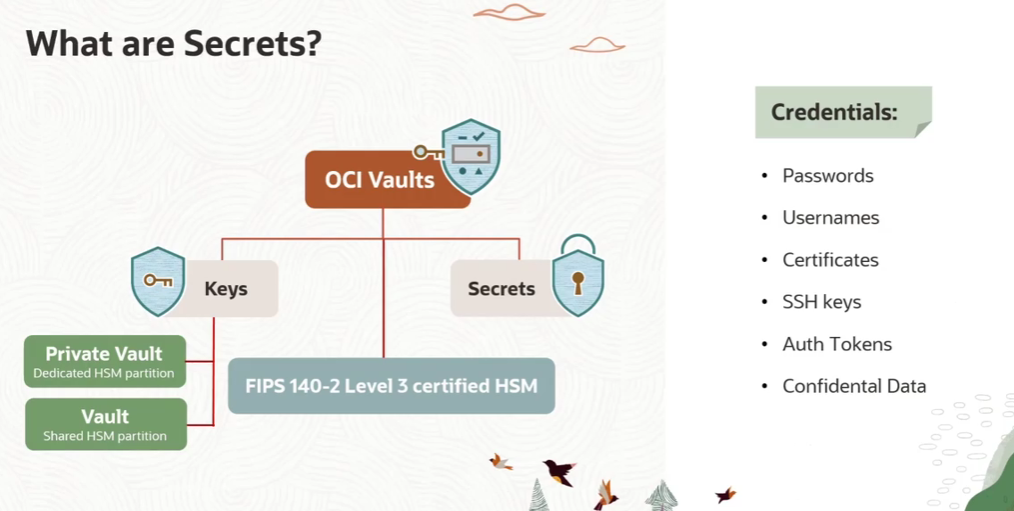 What are Secrets?
OCI Vaults
Keys
Secrets
Private Vault
Dedicated HSM partition
Vault
Shared HSM partition
FIPS 140-2 Level 3 certified HSM
Credentials:
• Passwords
• Usernames
• Certificates
• SSH keys
• Auth Tokens
• Confidental Data